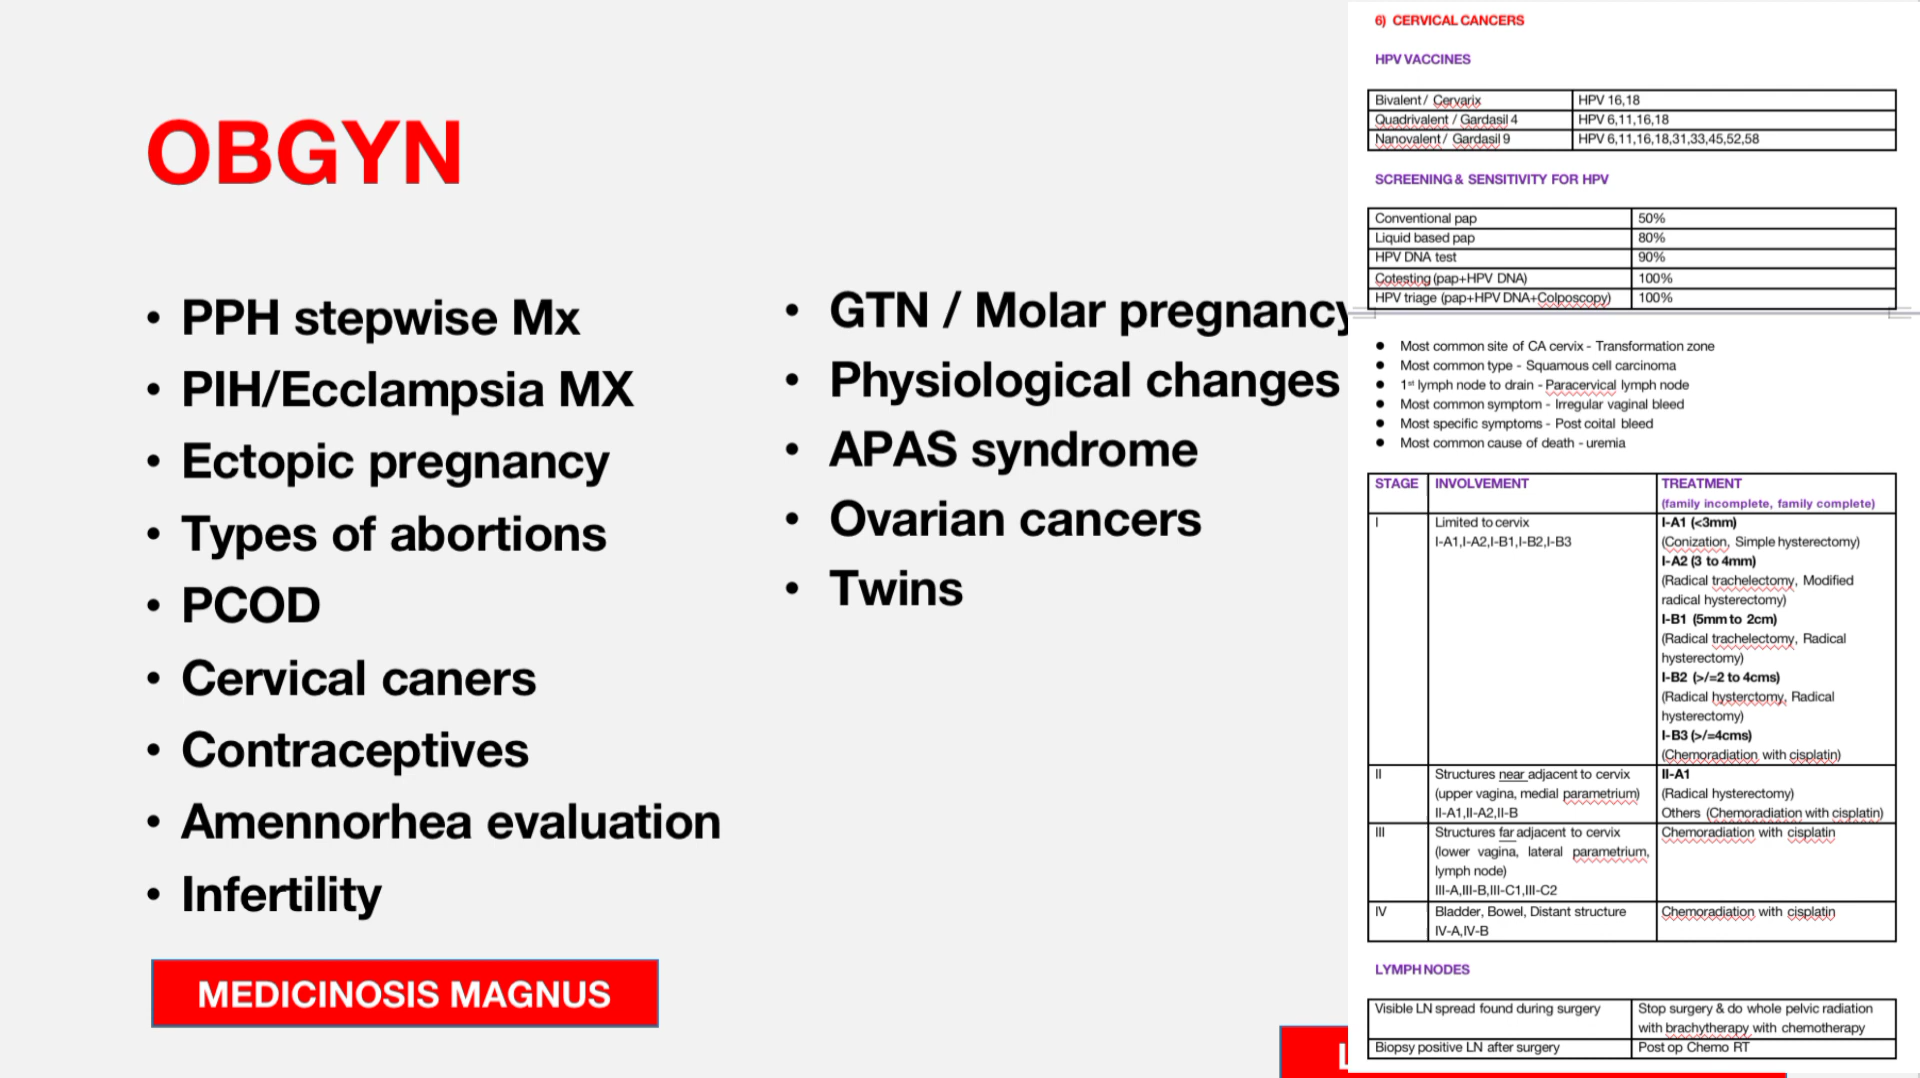 OBGYN
• PPH stepwise Mx
• PIH/Ecclampsia MX
• Ectopic pregnancy
• Types of abortions
• PCOD
• Cervical caners
• Contraceptives
• Amennorhea evaluation
• Infertility
• GTN / Molar pregnancy
• Physiological changes
• APAS syndrome
• Ovarian cancers
• Twins
MEDICINOSIS MAGNUS
6) CERVICAL CANCERS
HPV VACCINES
Bivalent / Cervarix HPV 16,18
Quadrivalent / Gardasil 4 HPV 6,11,16,18
Nanovalent / Gardasil 9 HPV 6,11,16,18,31,33,45,52,58
SCREENING & SENSITIVITY FOR HPV
Conventional pap 50%
Liquid based pap 80%
HPV DNA test 90%
Cotesting (pap+HPV DNA) 100%
HPV triage (pap+HPV DNA+Colposcopy) 100%
● Most common site of CA cervix - Transformation zone
● Most common type - Squamous cell carcinoma
● 1st lymph node to drain - Paracervical lymph node
● Most common symptom - Irregular vaginal bleed
● Most specific symptoms - Post coital bleed
● Most common cause of death - uremia
STAGE INVOLVEMENT TREATMENT
(family incomplete, family complete)
I Limited to cervix I-A1 (<3mm)
I-A1,I-A2,I-B1,I-B2,I-B3 (Conization, Simple hysterectomy)
I-A2 (3 to 4mm)
(Radical trachelectomy, Modified
radical hysterectomy)
I-B1 (5mm to 2cm)
(Radical trachelectomy, Radical
hysterectomy)
I-B2 (>/=2 to 4cms)
(Radical hysterctomy, Radical
hysterectomy)
I-B3 (>/=4cms)
(Chemoradiation with cisplatin)
II Structures near adjacent to cervix II-A1
(upper vagina, medial parametrium) (Radical hysterectomy)
II-A1,II-A2,II-B Others (Chemoradiation with cisplatin)
III Structures far adjacent to cervix Chemoradiation with cisplatin
(lower vagina, lateral parametrium,
lymph node)
III-A,III-B,III-C1,III-C2
IV Bladder, Bowel, Distant structure Chemoradiation with cisplatin
IV-A,IV-B
LYMPH NODES
Visible LN spread found during surgery Stop surgery & do whole pelvic radiation
with brachytherapy with chemotherapy
Biopsy positive LN after surgery Post op Chemo RT